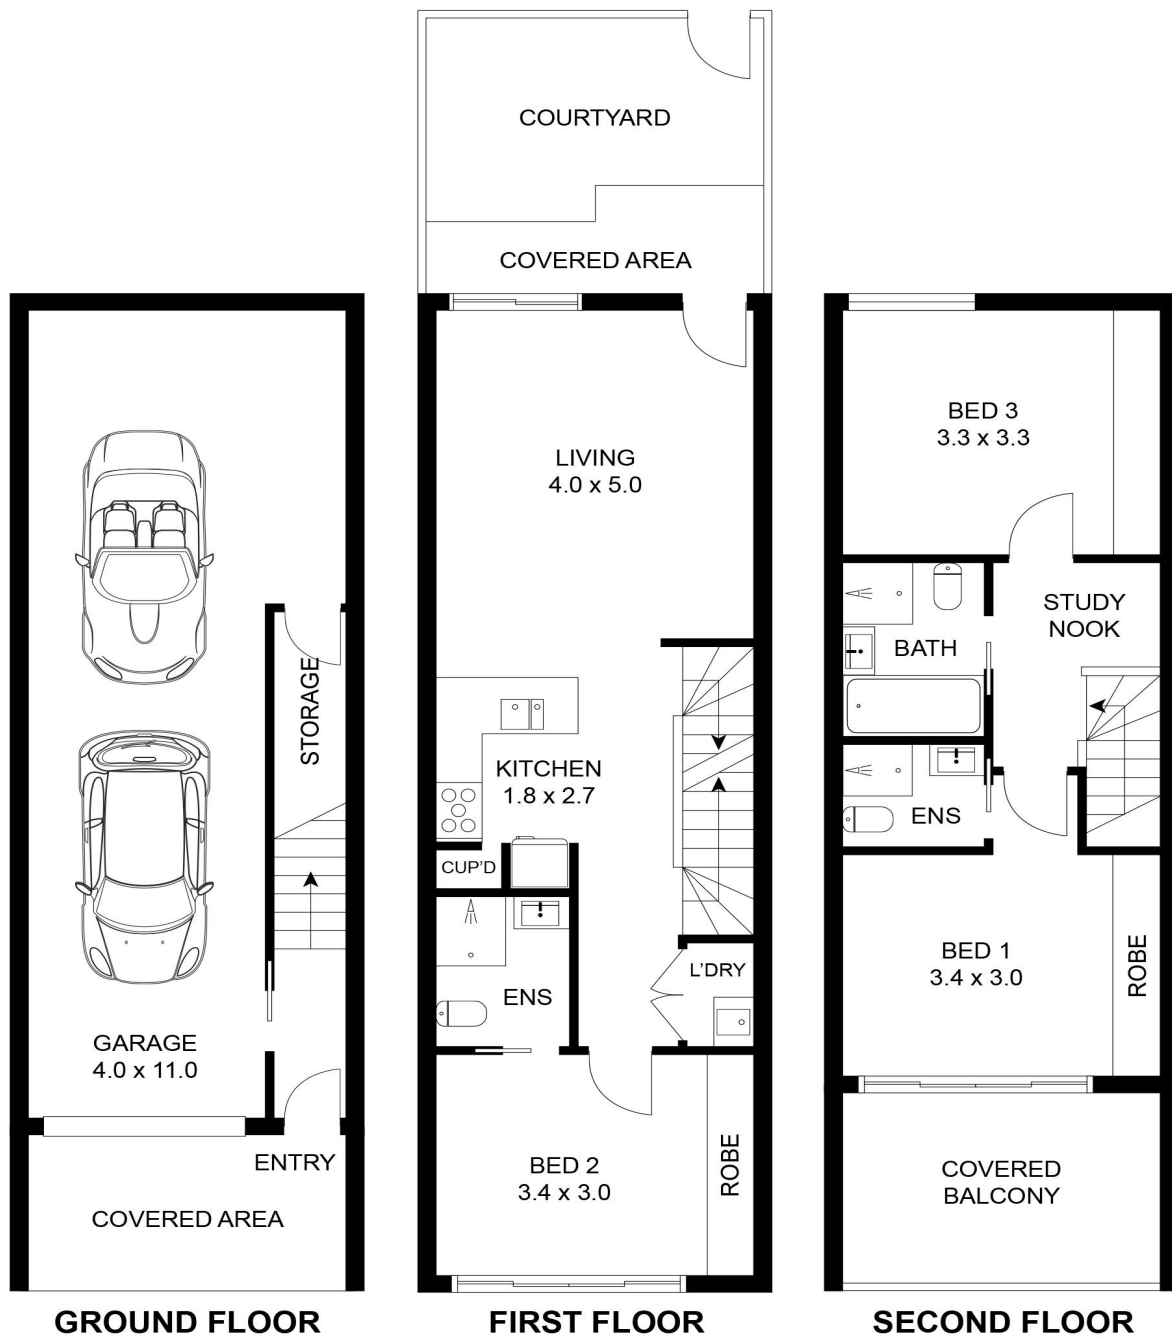 STORAGE
GARAGE
4.0 x 11.0
ENTRY
COVERED AREA
GROUND FLOOR
COURTYARD
COVERED AREA
LIVING
4.0 x 5.0
KITCHEN
1.8 x 2.7
CUP'D
ENS
L'DRY
BED 2
3.4 x 3.0
ROBE
FIRST FLOOR
BED 3
3.3 x 3.3
STUDY
NOOK
BATH
ENS
BED 1
3.4 x 3.0
ROBE
COVERED
BALCONY
SECOND FLOOR